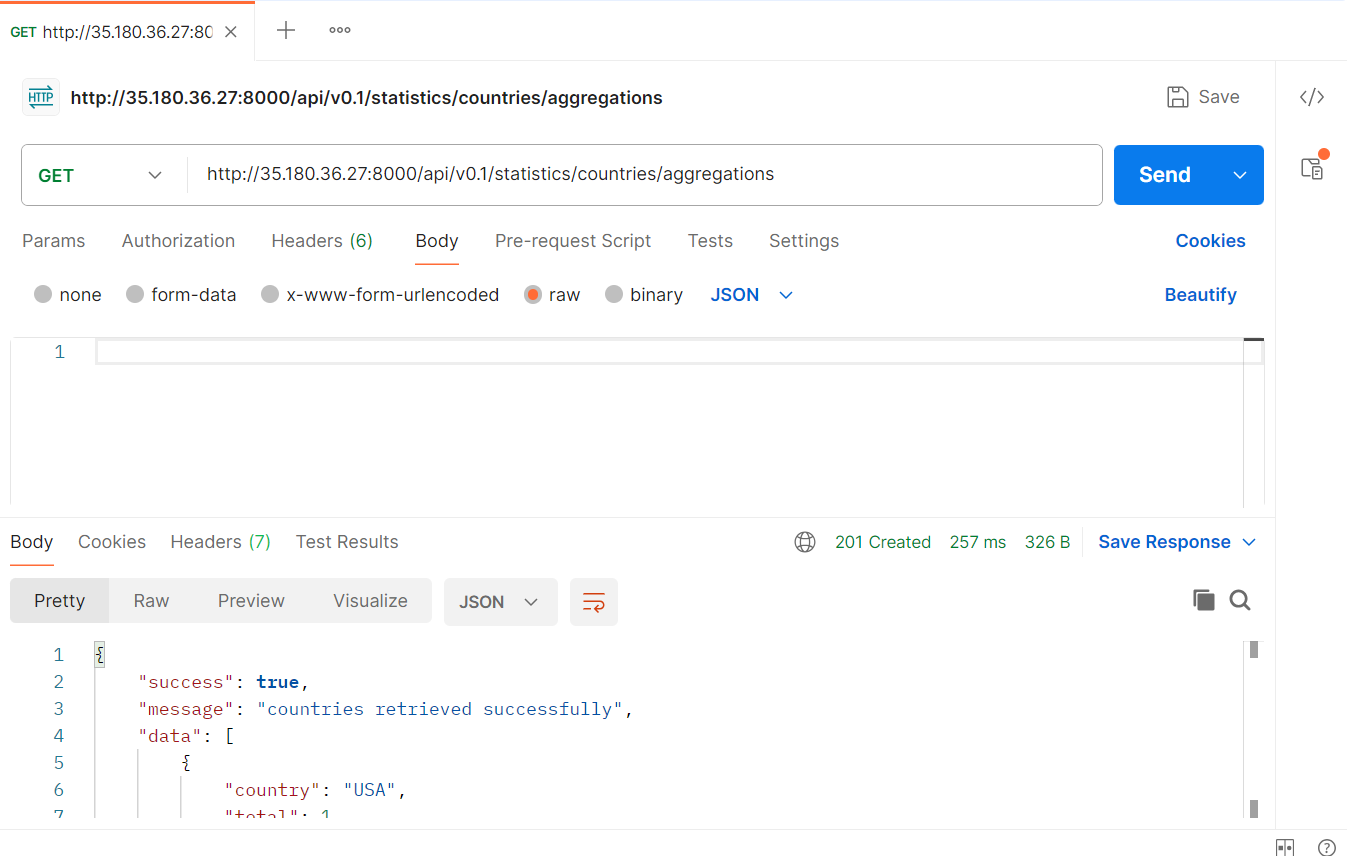 GET http://35.180.36.27:80
HTTP http://35.180.36.27:8000/api/v0.1/statistics/countries/aggregations Save </>
GET http://35.180.36.27:8000/api/v0.1/statistics/countries/aggregations Send
Params Authorization Headers (6) Body Pre-request Script Tests Settings Cookies
none form-data x-www-form-urlencoded raw binary JSON Beautify
1
Body Cookies Headers (7) Test Results 201 Created 257 ms 326 B Save Response
Pretty Raw Preview Visualize JSON
1 {
2 "success": true,
3 "message": "countries retrieved successfully",
4 "data": [
5 {
6 "country": "USA",
7 "total": 1